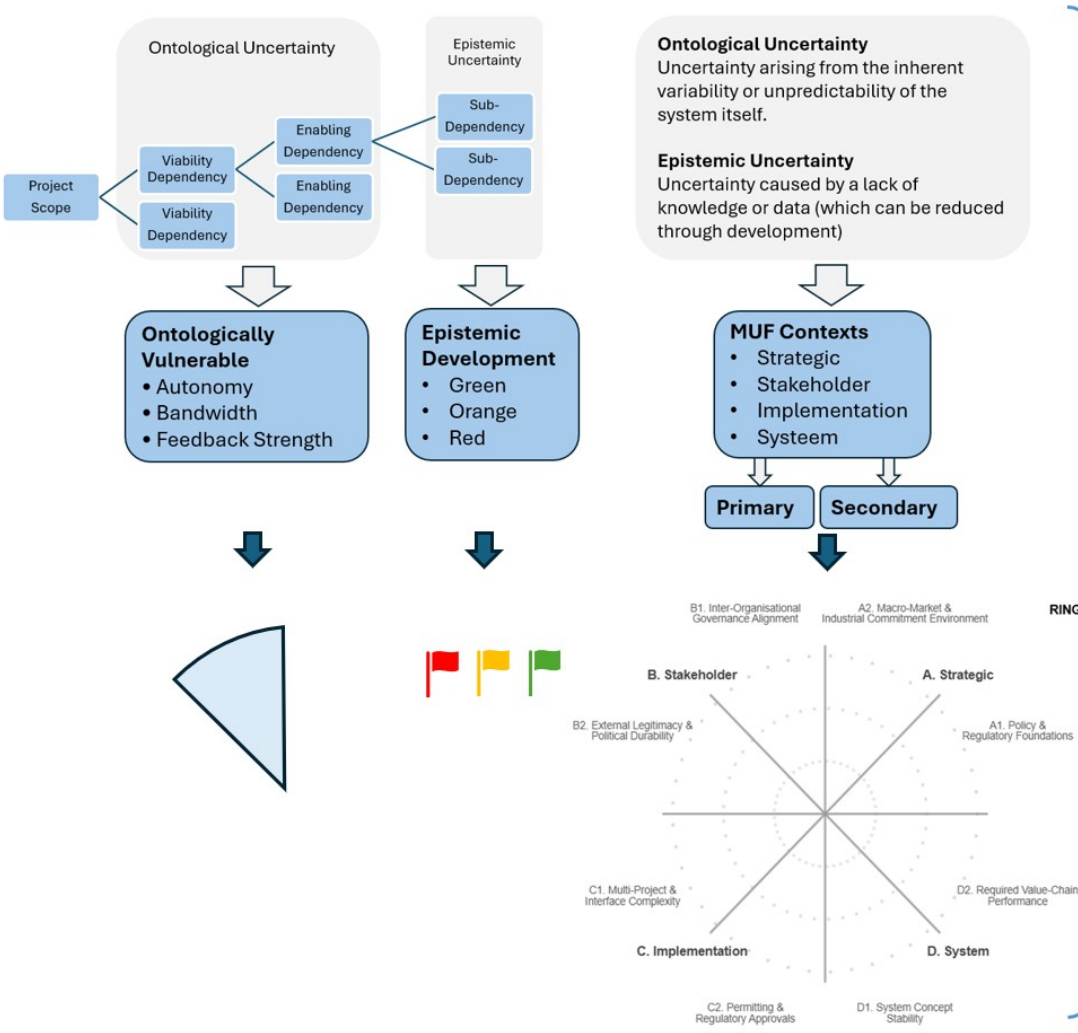 Ontological Uncertainty
Epistemic
Uncertainty
Project
Scope
Viability
Dependency
Viability
Dependency
Enabling
Dependency
Enabling
Dependency
Sub-
Dependency
Sub-
Dependency
Ontological Uncertainty
Uncertainty arising from the inherent
variability or unpredictability of the
system itself.
Epistemic Uncertainty
Uncertainty caused by a lack of
knowledge or data (which can be reduced
through development)
Ontologically
Vulnerable
• Autonomy
• Bandwidth
• Feedback Strength
Epistemic
Development
• Green
• Orange
• Red
MUF Contexts
• Strategic
• Stakeholder
• Implementation
• Systeem
Primary
Secondary
B1. Inter-Organisational
Governance Alignment
A2. Macro-Market &
Industrial Commitment Environment
RING
B. Stakeholder
A. Strategic
B2. External Legitimacy &
Political Durability
A1. Policy &
Regulatory Foundations
C1. Multi-Project &
Interface Complexity
D2. Required Value-Chain
Performance
C. Implementation
D. System
C2. Permitting &
Regulatory Approvals
D1. System Concept
Stability